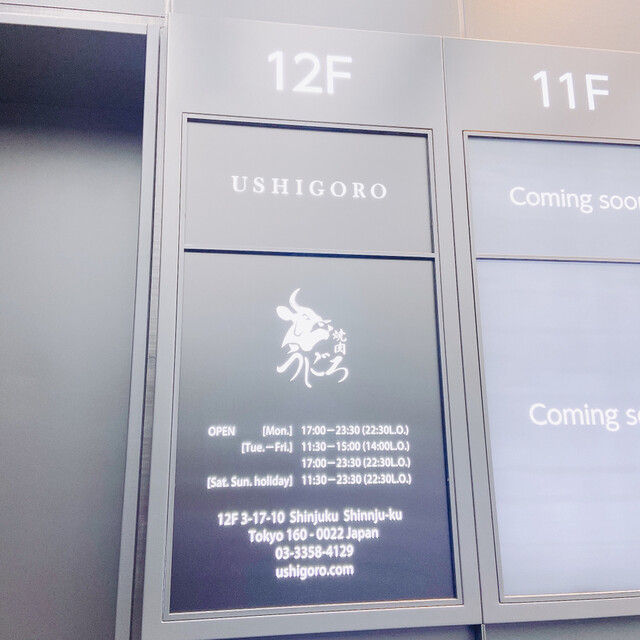 12F
USHIGORO
焼肉
うしごろ
OPEN [Mon.] 17:00－23:30 (22:30L.O.)
[Tue.－Fri.] 11:30－15:00 (14:00L.O.)
17:00－23:30 (22:30L.O.)
[Sat. Sun. holiday] 11:30－23:30 (22:30L.O.)
12F 3-17-10 Shinjuku Shinnju-ku
Tokyo 160 - 0022 Japan
03-3358-4129
ushigoro.com
11F
Coming soo
Coming s